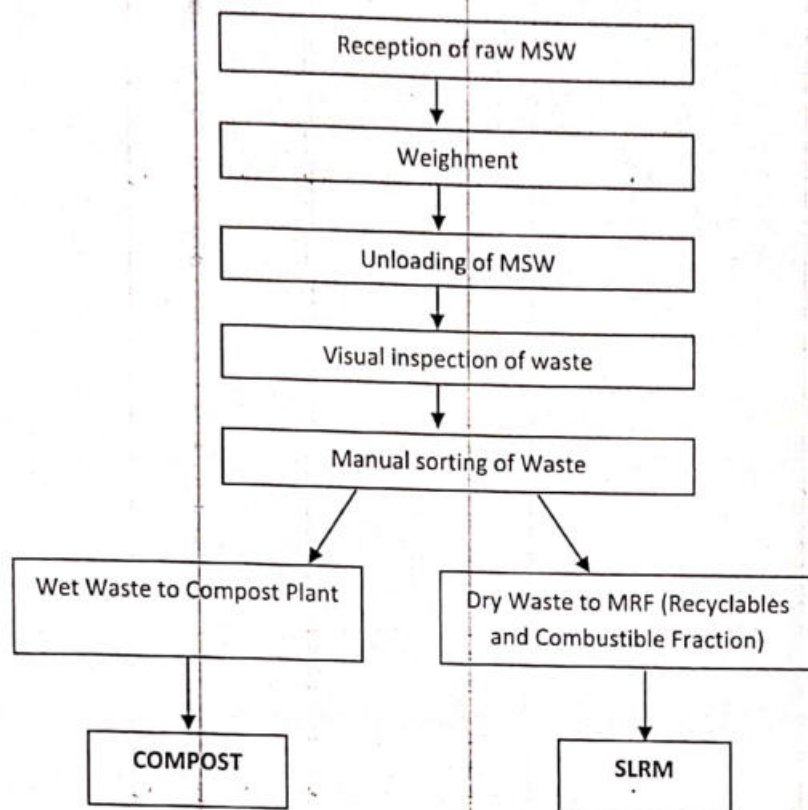 Reception of raw MSW
Weighment
Unloading of MSW
Visual inspection of waste
Manual sorting of Waste
Wet Waste to Compost Plant
Dry Waste to MRF (Recyclables
and Combustible Fraction)
COMPOST
SLRM